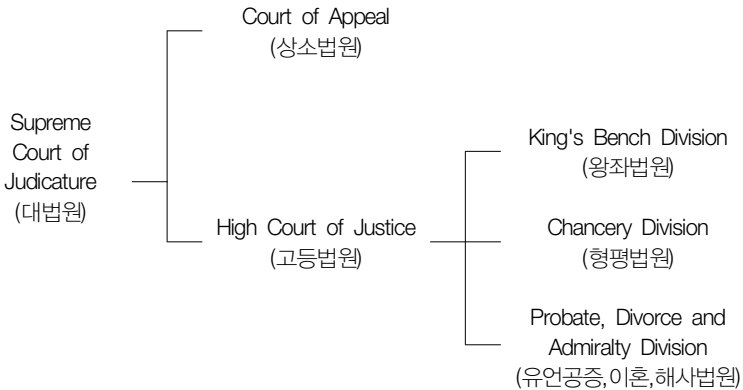 Court of Appeal
(상소법원)
Supreme
Court of
Judicature
(대법원)
High Court of Justice
(고등법원)
King's Bench Division
(왕좌법원)
Chancery Division
(형평법원)
Probate, Divorce and
Admiralty Division
(유언공증,이혼,해사법원)